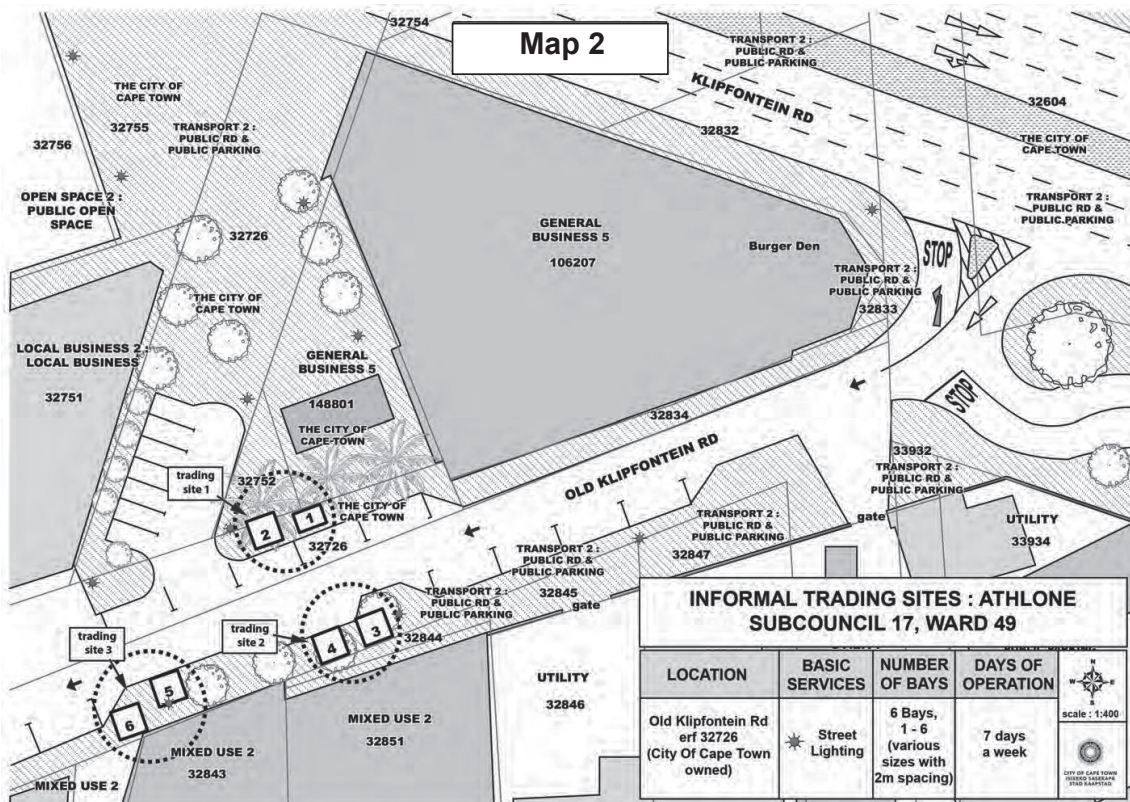 Map 2
32754
TRANSPORT 2 :
PUBLIC RD &
PUBLIC PARKING
KLIPFONTEIN RD
32604
THE CITY OF
CAPE TOWN
THE CITY OF
CAPE TOWN
32755
TRANSPORT 2 :
PUBLIC RD &
PUBLIC PARKING
32756
32832
OPEN SPACE 2 :
PUBLIC OPEN
SPACE
TRANSPORT 2 :
PUBLIC RD &
PUBLIC PARKING
32726
GENERAL
BUSINESS 5
106207
Burger Den
STOP
TRANSPORT 2 :
PUBLIC RD &
PUBLIC PARKING
32833
THE CITY OF
CAPE TOWN
LOCAL BUSINESS 2 :
LOCAL BUSINESS
32751
GENERAL
BUSINESS 5
148801
THE CITY OF
CAPE TOWN
32834
STOP
OLD KLIPFONTEIN RD
33932
TRANSPORT 2 :
PUBLIC RD &
PUBLIC PARKING
trading
site 1
32752
THE CITY OF
CAPE TOWN
1
2
32726
TRANSPORT 2 :
PUBLIC RD &
PUBLIC PARKING
32847
gate
UTILITY
33934
TRANSPORT 2 :
PUBLIC RD &
PUBLIC PARKING
32845
gate
TRANSPORT 2 :
PUBLIC RD &
PUBLIC PARKING
32844
trading
site 2
3
4
trading
site 3
5
6
UTILITY
32846
MIXED USE 2
32851
MIXED USE 2
32843
MIXED USE 2
INFORMAL TRADING SITES : ATHLONE
SUBCOUNCIL 17, WARD 49
LOCATION
BASIC
SERVICES
NUMBER
OF BAYS
DAYS OF
OPERATION
Old Klipfontein Rd
erf 32726
(City Of Cape Town
owned)
Street
Lighting
6 Bays,
1 - 6
(various
sizes with
2m spacing)
7 days
a week
N
W
E
S
scale : 1:400
CITY OF CAPE TOWN
ISIXEKO SASEKAPA
STAD KAAPSTAD